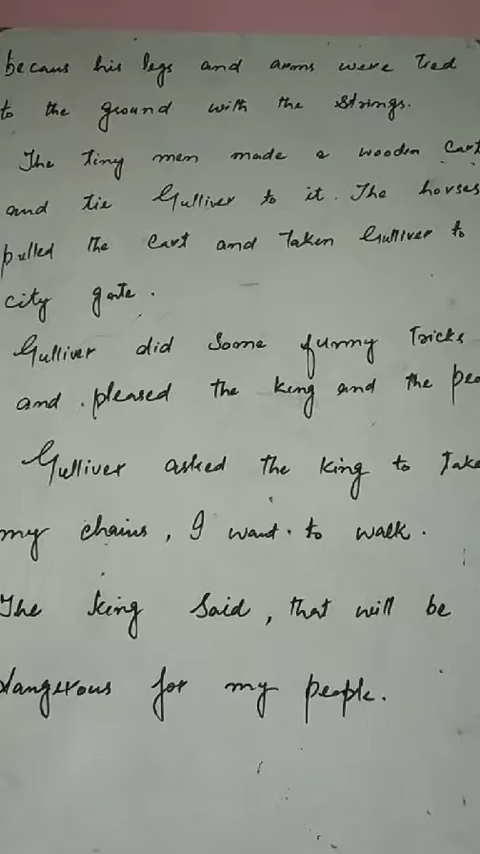 becaus his legs and arms were tied
to the ground with the strings.
The tiny men made a wooden cart
and tie Gulliver to it. The horses
pulled the cart and taken Gulliver to
city gate.
Gulliver did some funny tricks
and pleased the king and the peo
Gulliver asked the king to take
my chains, I want to walk.
The king said, that will be
dangerous for my people.